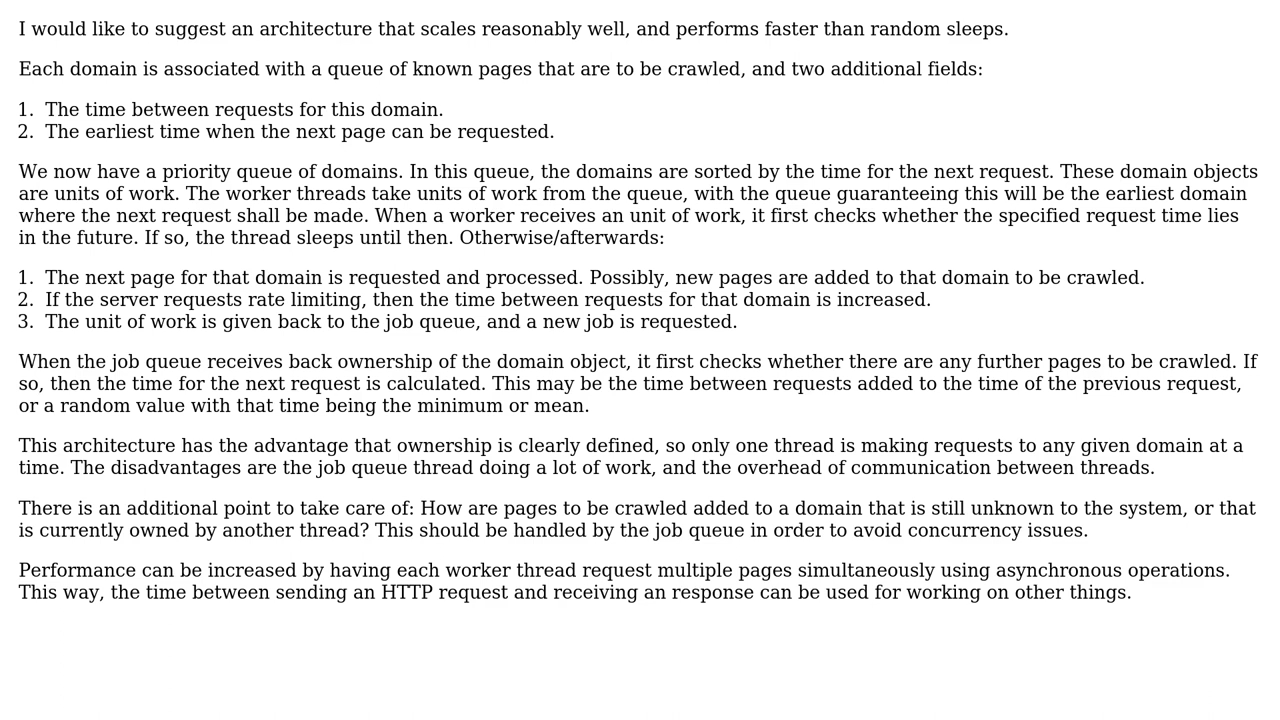 I would like to suggest an architecture that scales reasonably well, and performs faster than random sleeps.
Each domain is associated with a queue of known pages that are to be crawled, and two additional fields:
1. The time between requests for this domain.
2. The earliest time when the next page can be requested.
We now have a priority queue of domains. In this queue, the domains are sorted by the time for the next request. These domain objects
are units of work. The worker threads take units of work from the queue, with the queue guaranteeing this will be the earliest domain
where the next request shall be made. When a worker receives an unit of work, it first checks whether the specified request time lies
in the future. If so, the thread sleeps until then. Otherwise/afterwards:
1. The next page for that domain is requested and processed. Possibly, new pages are added to that domain to be crawled.
2. If the server requests rate limiting, then the time between requests for that domain is increased.
3. The unit of work is given back to the job queue, and a new job is requested.
When the job queue receives back ownership of the domain object, it first checks whether there are any further pages to be crawled. If
so, then the time for the next request is calculated. This may be the time between requests added to the time of the previous request,
or a random value with that time being the minimum or mean.
This architecture has the advantage that ownership is clearly defined, so only one thread is making requests to any given domain at a
time. The disadvantages are the job queue thread doing a lot of work, and the overhead of communication between threads.
There is an additional point to take care of: How are pages to be crawled added to a domain that is still unknown to the system, or that
is currently owned by another thread? This should be handled by the job queue in order to avoid concurrency issues.
Performance can be increased by having each worker thread request multiple pages simultaneously using asynchronous operations.
This way, the time between sending an HTTP request and receiving an response can be used for working on other things.